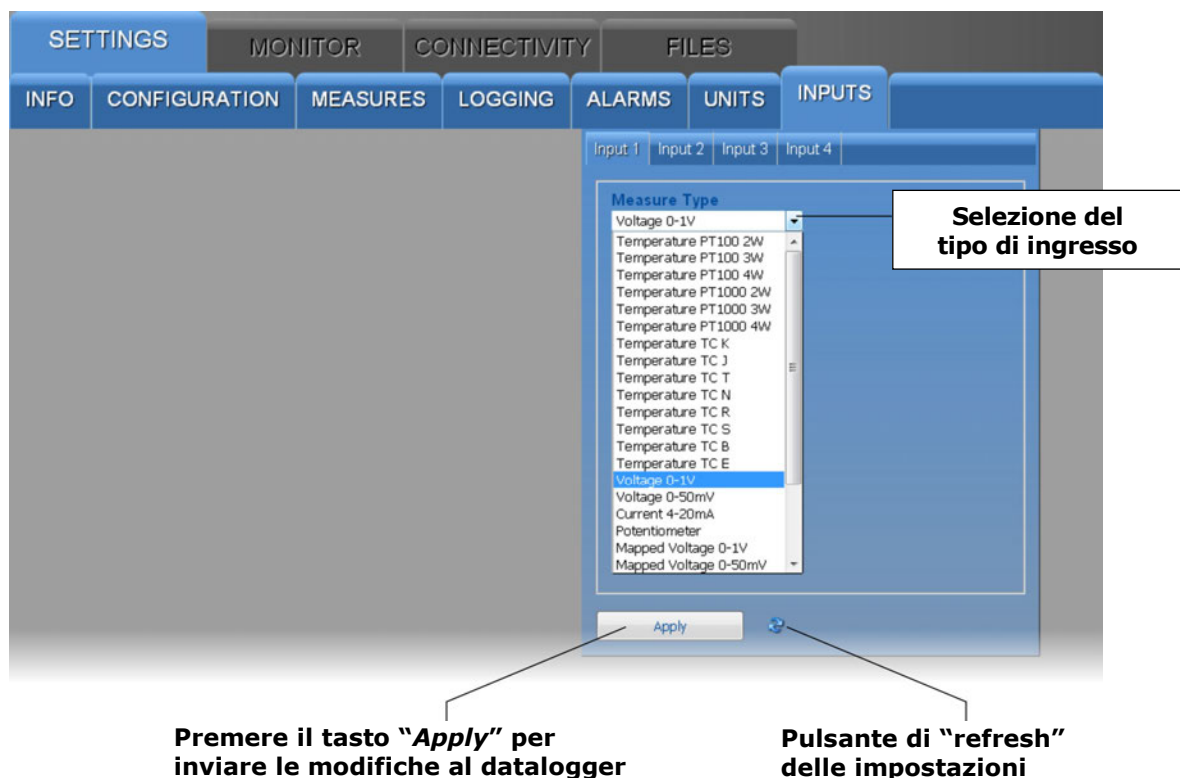 SETTINGS MONITOR CONNECTIVITY FILES
INFO CONFIGURATION MEASURES LOGGING ALARMS UNITS INPUTS
Input 1 Input 2 Input 3 Input 4
Measure Type
Voltage 0-1V
Selezione del
tipo di ingresso
Temperature PT100 2W
Temperature PT100 3W
Temperature PT100 4W
Temperature PT1000 2W
Temperature PT1000 3W
Temperature PT1000 4W
Temperature TC K
Temperature TC J
Temperature TC T
Temperature TC N
Temperature TC R
Temperature TC S
Temperature TC B
Temperature TC E
Voltage 0-1V
Voltage 0-50mV
Current 4-20mA
Potentiometer
Mapped Voltage 0-1V
Mapped Voltage 0-50mV
Apply
Premere il tasto “Apply” per
inviare le modifiche al datalogger
Pulsante di “refresh”
delle impostazioni